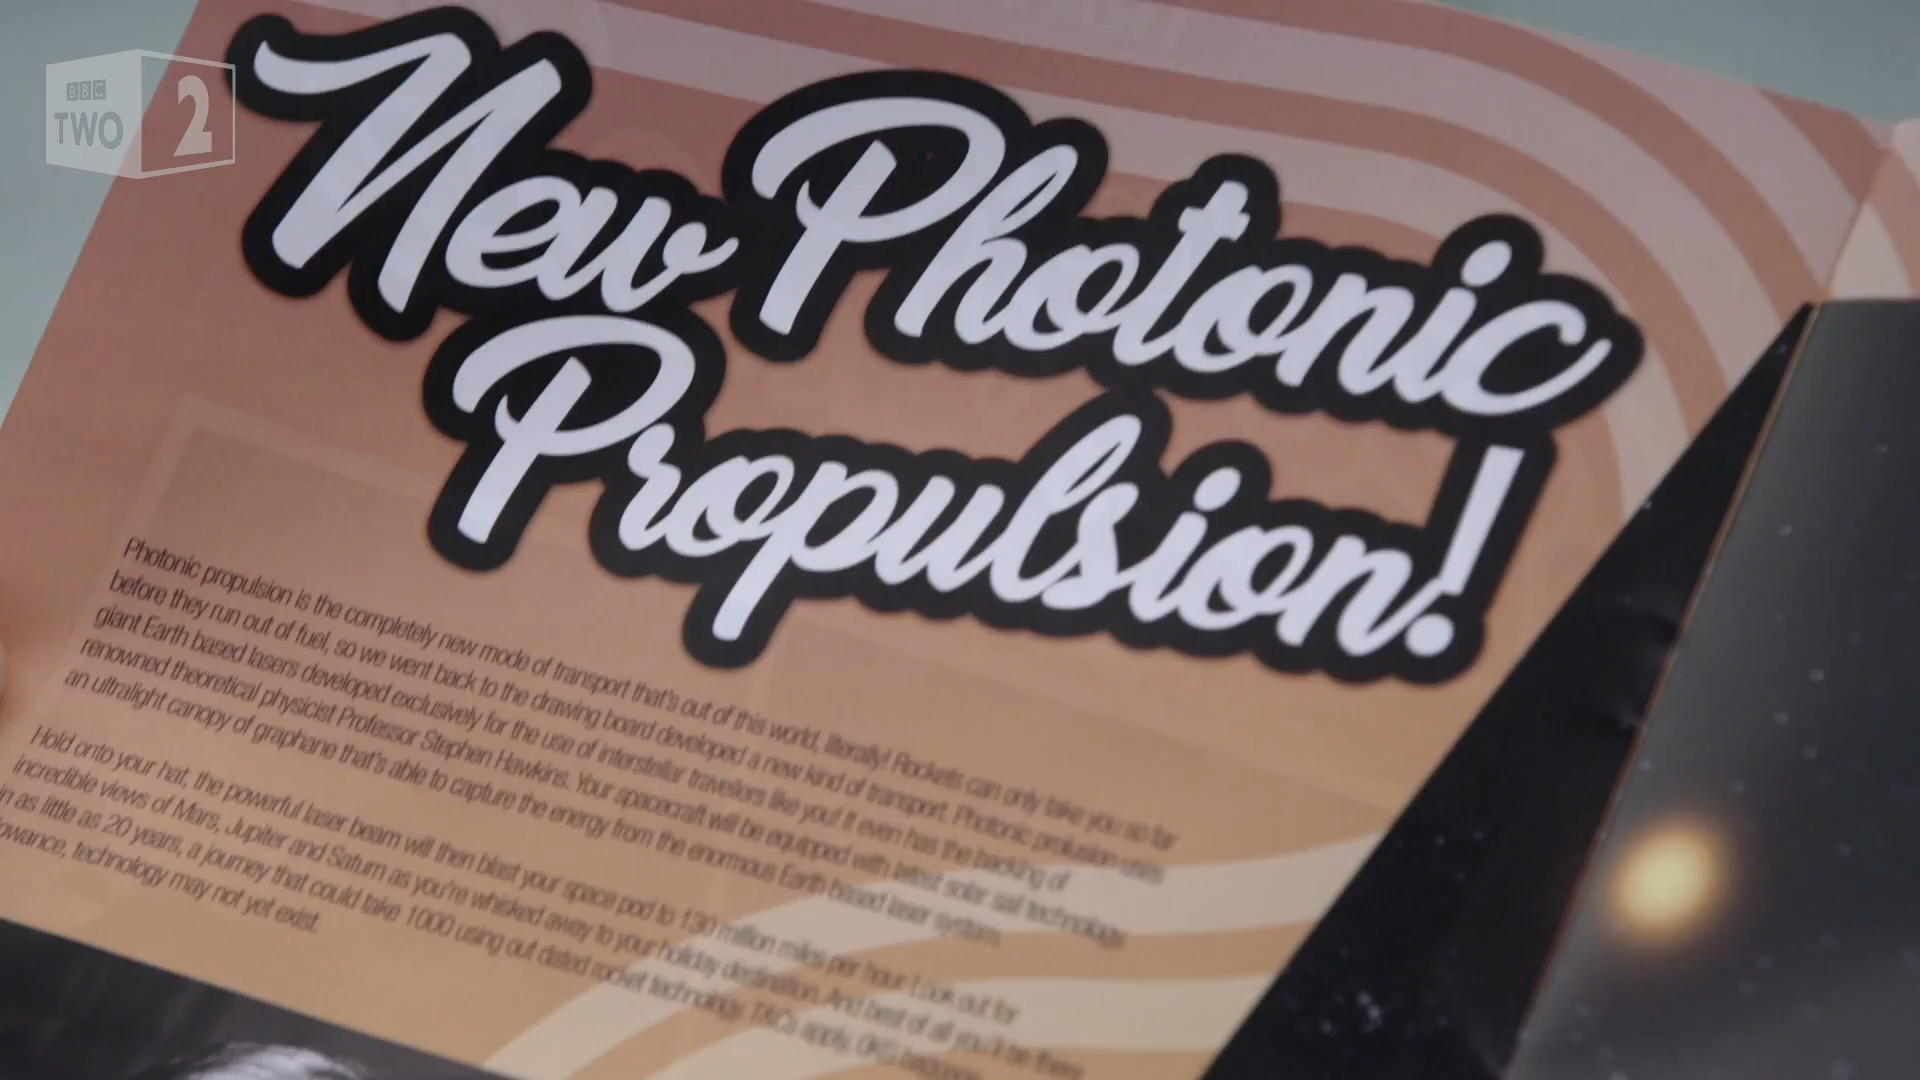 BBC
TWO 2
New Photonic
Propulsion!
Photonic propulsion is the completely new mode of transport that's out of this world, literally! Rockets can only take you so far
before they run out of fuel, so we went back to the drawing board developed a new kind of transport. Photonic prolusion uses
giant Earth based lasers developed exclusively for the use of interstellar travellers like you! It even has the backing of
renowned theoretical physicist Professor Stephen Hawkins. Your spacecraft will be equipped with latest solar sail technology,
an ultralight canopy of graphane that's able to capture the energy from the enormous Earth based laser system.
Hold onto your hat, the powerful laser beam will then blast your space pod to 130 million miles per hour. Look out for
incredible views of Mars, Jupiter and Saturn as you're whisked away to your holiday destination. And best of all you'll be there
in as little as 20 years, a journey that could take 1000 using out dated rocket technology. T&Cs apply, 0KG baggage
owance, technology may not yet exist.